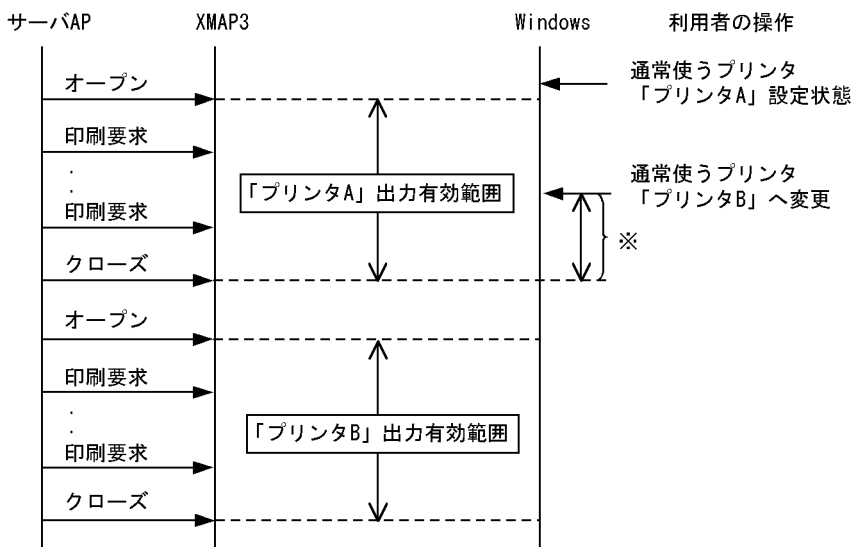 サーバAP XMAP3 Windows 利用者の操作
オープン
通常使うプリンタ
「プリンタA」設定状態
印刷要求
.
.
印刷要求
「プリンタA」出力有効範囲
通常使うプリンタ
「プリンタB」へ変更
※
クローズ
オープン
印刷要求
.
.
印刷要求
「プリンタB」出力有効範囲
クローズ